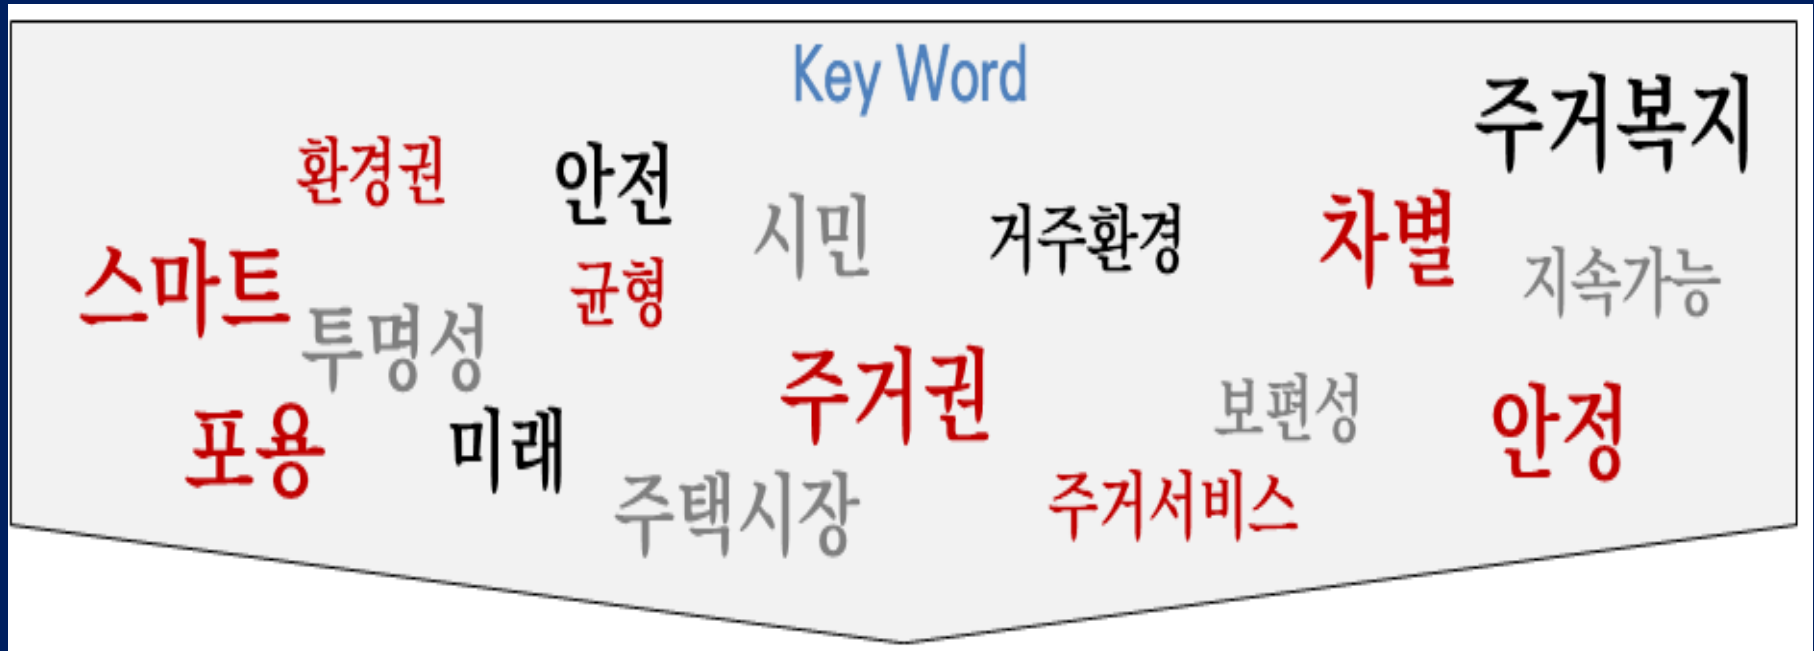 Key Word
주거복지
환경권
안전
시민
거주환경
차별
지속가능
스마트
균형
투명성
주거권
보편성
안정
포용
미래
주택시장
주거서비스